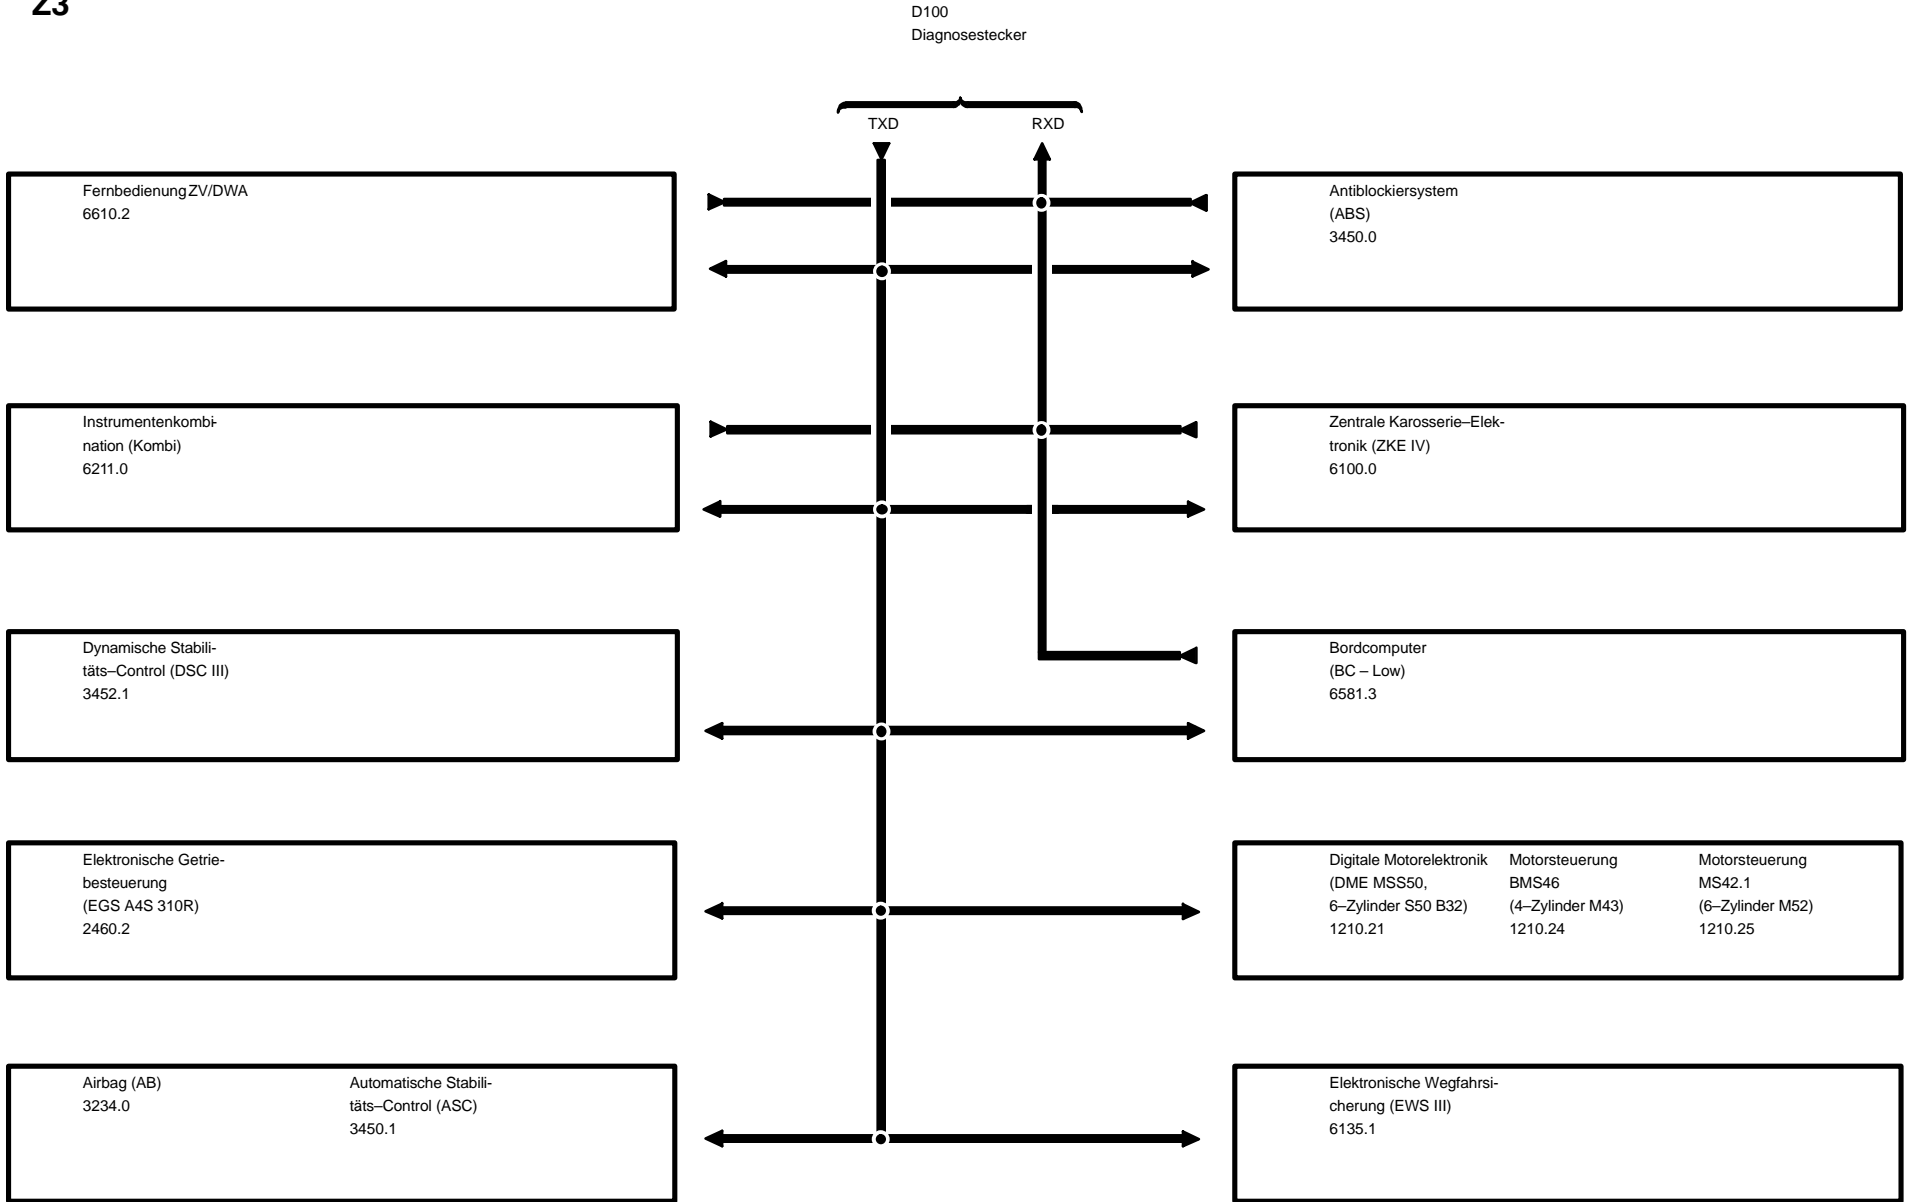 Z3
D100
Diagnosestecker
TXD
RXD
Fernbedienung ZV/DWA
6610.2
Antiblockiersystem
(ABS)
3450.0
Instrumentenkombi-
nation (Kombi)
6211.0
Zentrale Karosserie–Elek-
tronik (ZKE IV)
6100.0
Dynamische Stabili-
täts–Control (DSC III)
3452.1
Bordcomputer
(BC – Low)
6581.3
Elektronische Getrie-
besteuerung
(EGS A4S 310R)
2460.2
Digitale Motorelektronik
(DME MSS50,
6–Zylinder S50 B32)
1210.21
Motorsteuerung
BMS46
(4–Zylinder M43)
1210.24
Motorsteuerung
MS42.1
(6–Zylinder M52)
1210.25
Airbag (AB)
3234.0
Automatische Stabili-
täts–Control (ASC)
3450.1
Elektronische Wegfahrsi-
cherung (EWS III)
6135.1